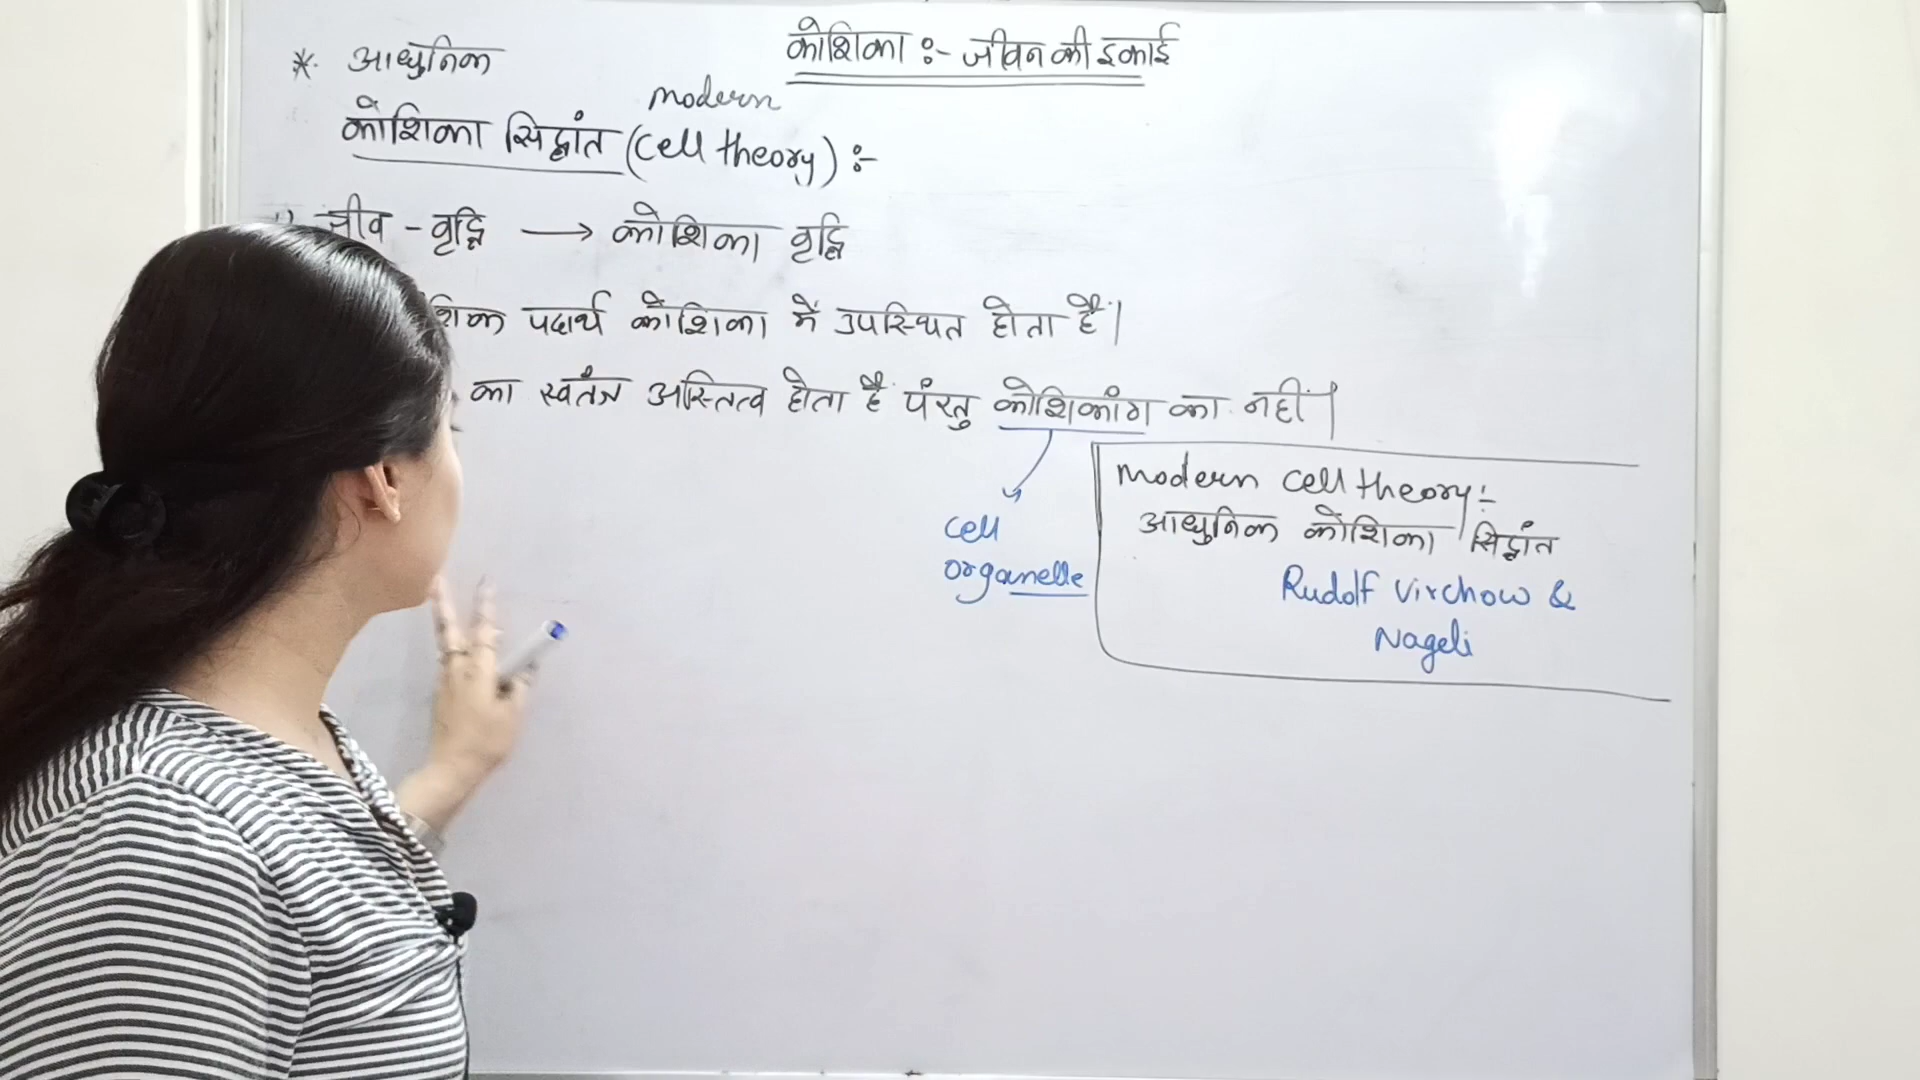 कोशिका :- जीवन की इकाई
* आधुनिक
modern
कोशिका सिद्धांत (cell theory) :-
जीव - वृद्धि → कोशिका वृद्धि
पदार्थ कोशिका में उपस्थित होता है।
का स्वतंत्र अस्तित्व होता है पंरतु कोशिकांग का नहीं।
cell
organelle
Modern cell theory :-
आधुनिक कोशिका सिद्धांत
Rudolf Virchow &
Nageli